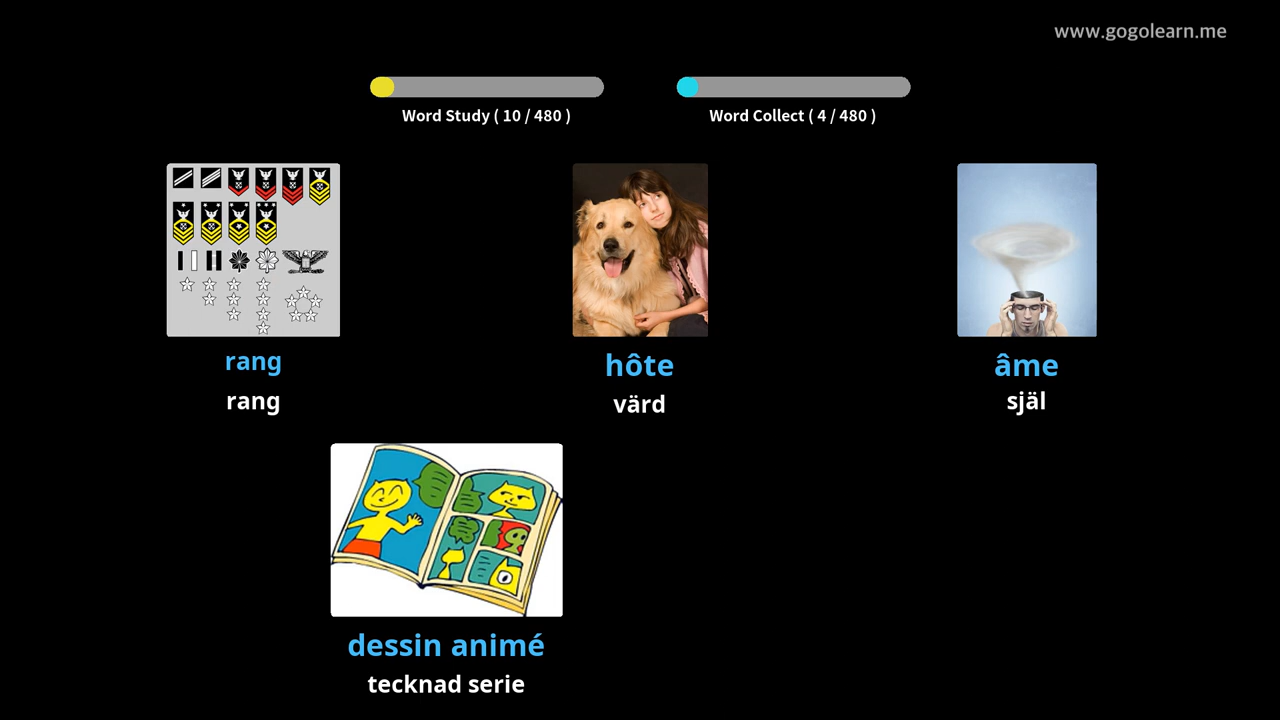 www.gogolearn.me
Word Study ( 10 / 480 )
Word Collect ( 4 / 480 )
rang
rang
hôte
värd
âme
själ
dessin animé
tecknad serie